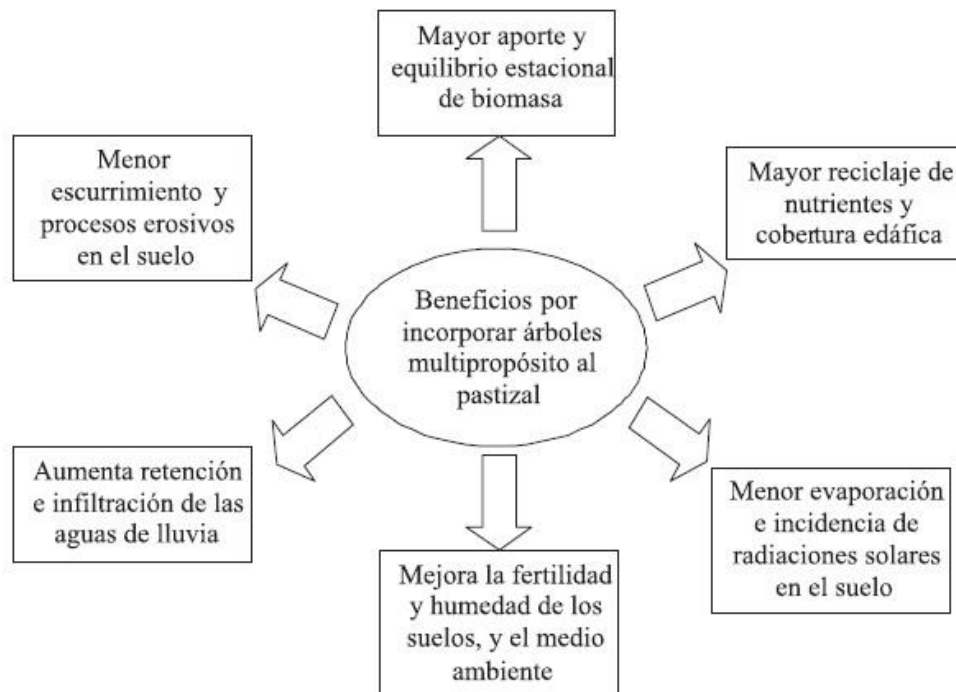 Mayor aporte y
equilibrio estacional
de biomasa
Menor
escurrimiento y
procesos erosivos
en el suelo
Mayor reciclaje de
nutrientes y
cobertura edáfica
Beneficios por
incorporar árboles
multipropósito al
pastizal
Aumenta retención
e infiltración de las
aguas de lluvia
Menor evaporación
e incidencia de
radiaciones solares
en el suelo
Mejora la fertilidad
y humedad de los
suelos, y el medio
ambiente